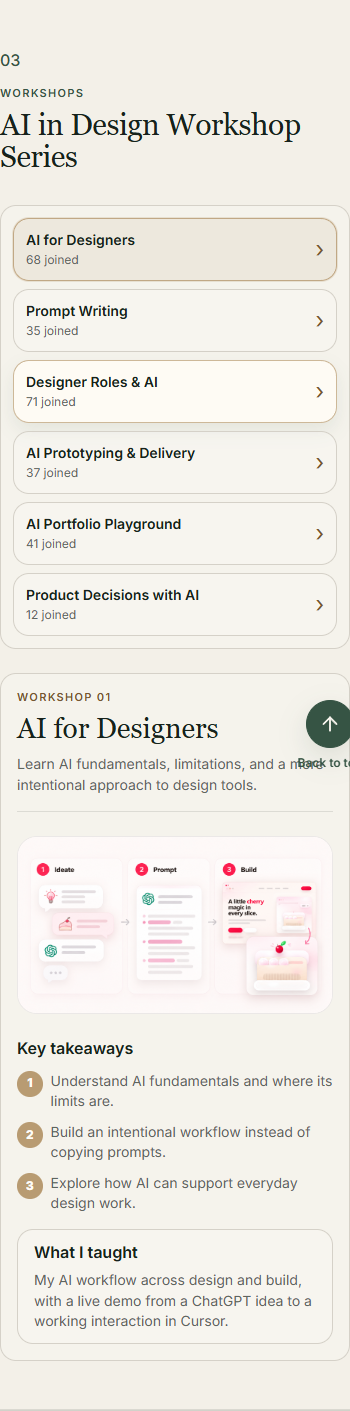 03
WORKSHOPS
AI in Design Workshop
Series
AI for Designers
68 joined
Prompt Writing
35 joined
Designer Roles & AI
71 joined
AI Prototyping & Delivery
37 joined
AI Portfolio Playground
41 joined
Product Decisions with AI
12 joined
WORKSHOP 01
AI for Designers
Learn AI fundamentals, limitations, and a more
Back to to
intentional approach to design tools.
1 Ideate
2 Prompt
3 Build
A little cherry
magic in
every slice.
Key takeaways
1 Understand AI fundamentals and where its
limits are.
2 Build an intentional workflow instead of
copying prompts.
3 Explore how AI can support everyday
design work.
What I taught
My AI workflow across design and build,
with a live demo from a ChatGPT idea to a
working interaction in Cursor.